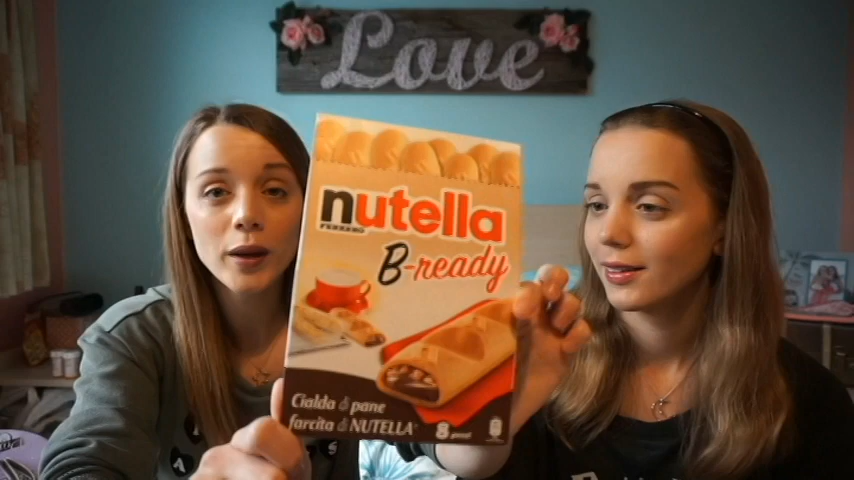 Love
nutella
FERRERO
B-ready
Cialda di pane
farcita di NUTELLA®
8 pezzi